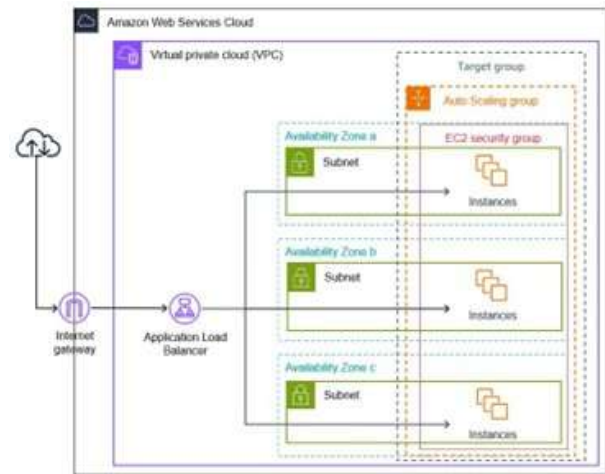 Amazon Web Services Cloud
Virtual private cloud (VPC)
Target group
Auto Scaling group
Availability Zone a
EC2 security group
Subnet
Instances
Availability Zone b
Subnet
Instances
Internet
gateway
Application Load
Balancer
Availability Zone c
Subnet
Instances